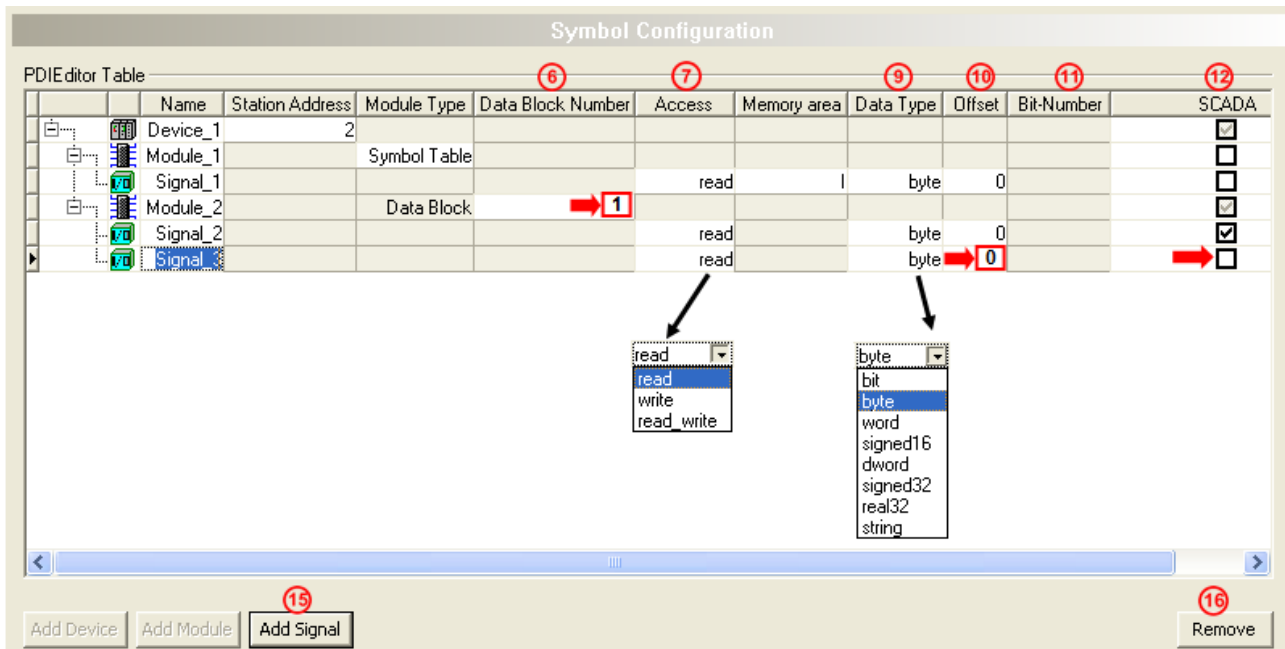 Symbol Configuration
PDIEditor Table
6 7 9 10 11 12
Name Station Address Module Type Data Block Number Access Memory area Data Type Offset Bit-Number SCADA
Device_1 2
Module_1 Symbol Table
Signal_1 read I byte 0
Module_2 Data Block 1
Signal_2 read byte 0
Signal_3 read byte 0
read byte
read bit
write byte
read_write word
signed16
dword
signed32
real32
string
15 16
Add Device Add Module Add Signal Remove